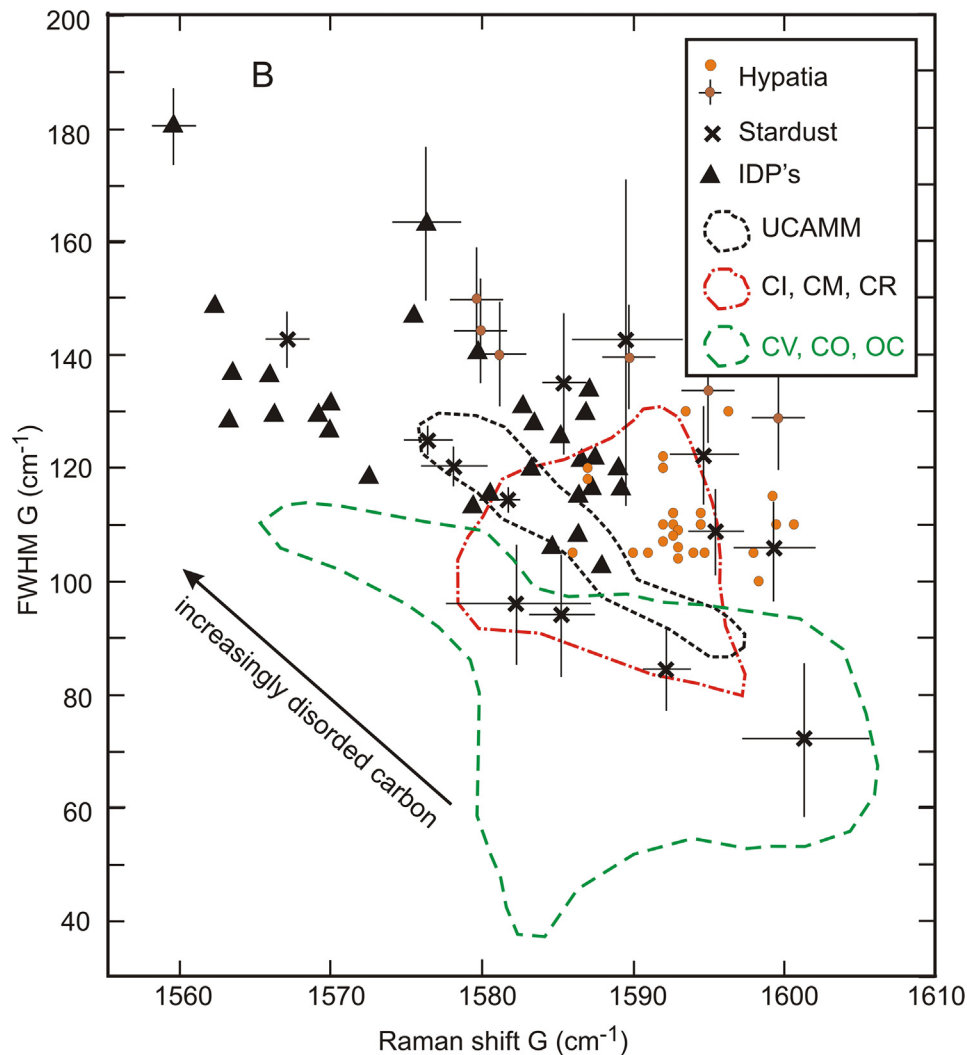 B
200
180
160
140
120
100
80
60
40
FWHM G (cm-1)
1560
1570
1580
1590
1600
1610
Raman shift G (cm-1)
Hypatia
Stardust
IDP's
UCAMM
CI, CM, CR
CV, CO, OC
increasingly disorded carbon